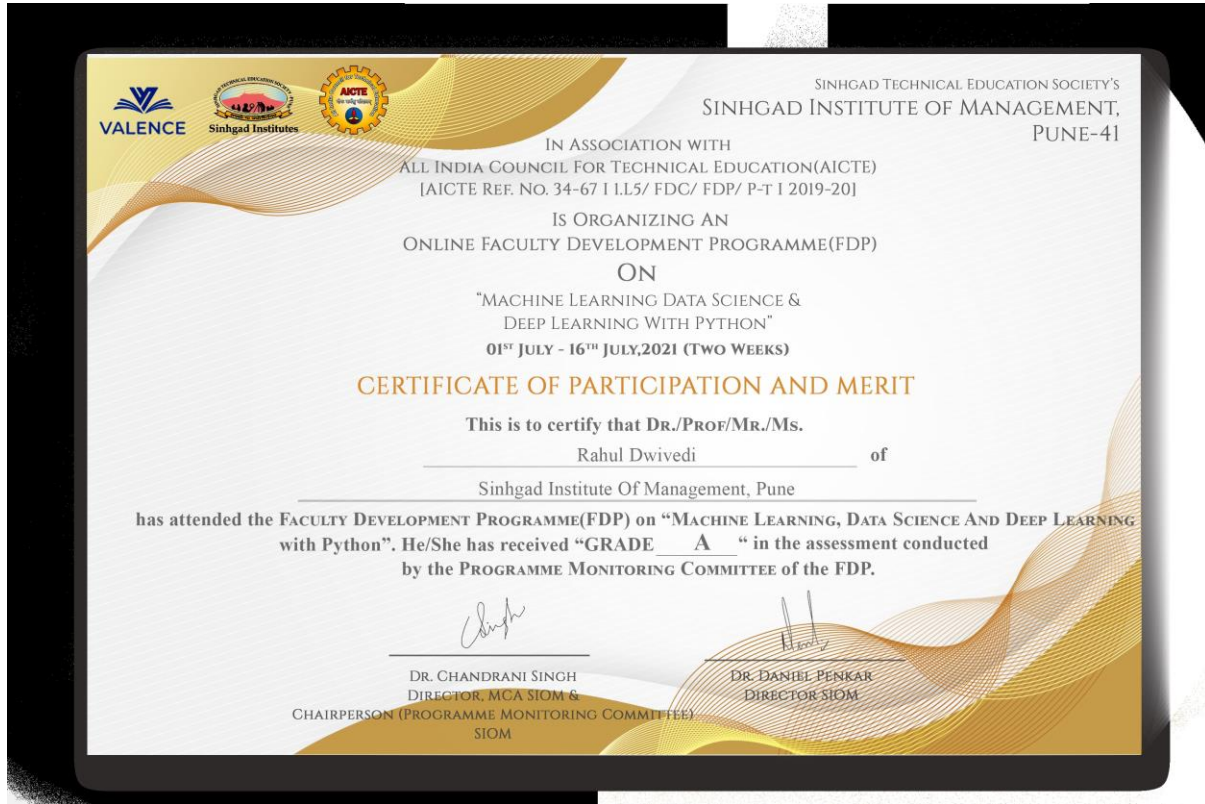 VALENCE
Sinhgad Institutes
AICTE
SINHGAD TECHNICAL EDUCATION SOCIETY'S
SINHGAD INSTITUTE OF MANAGEMENT,
PUNE-41
IN ASSOCIATION WITH
ALL INDIA COUNCIL FOR TECHNICAL EDUCATION(AICTE)
[AICTE REF. NO. 34-67 I I.L5/ FDC/ FDP/ P-T I 2019-20]
IS ORGANIZING AN
ONLINE FACULTY DEVELOPMENT PROGRAMME(FDP)
ON
"MACHINE LEARNING DATA SCIENCE &
DEEP LEARNING WITH PYTHON"
01ST JULY - 16TH JULY,2021 (TWO WEEKS)
CERTIFICATE OF PARTICIPATION AND MERIT
This is to certify that DR./PROF/MR./MS.
Rahul Dwivedi of
Sinhgad Institute Of Management, Pune
has attended the FACULTY DEVELOPMENT PROGRAMME(FDP) on "MACHINE LEARNING, DATA SCIENCE AND DEEP LEARNING
with Python". He/She has received "GRADE A " in the assessment conducted
by the PROGRAMME MONITORING COMMITTEE of the FDP.
Singh
DR. CHANDRANI SINGH
DIRECTOR, MCA SIOM &
CHAIRPERSON (PROGRAMME MONITORING COMMITTEE)
SIOM
DR. DANIEL PENKAR
DIRECTOR SIOM